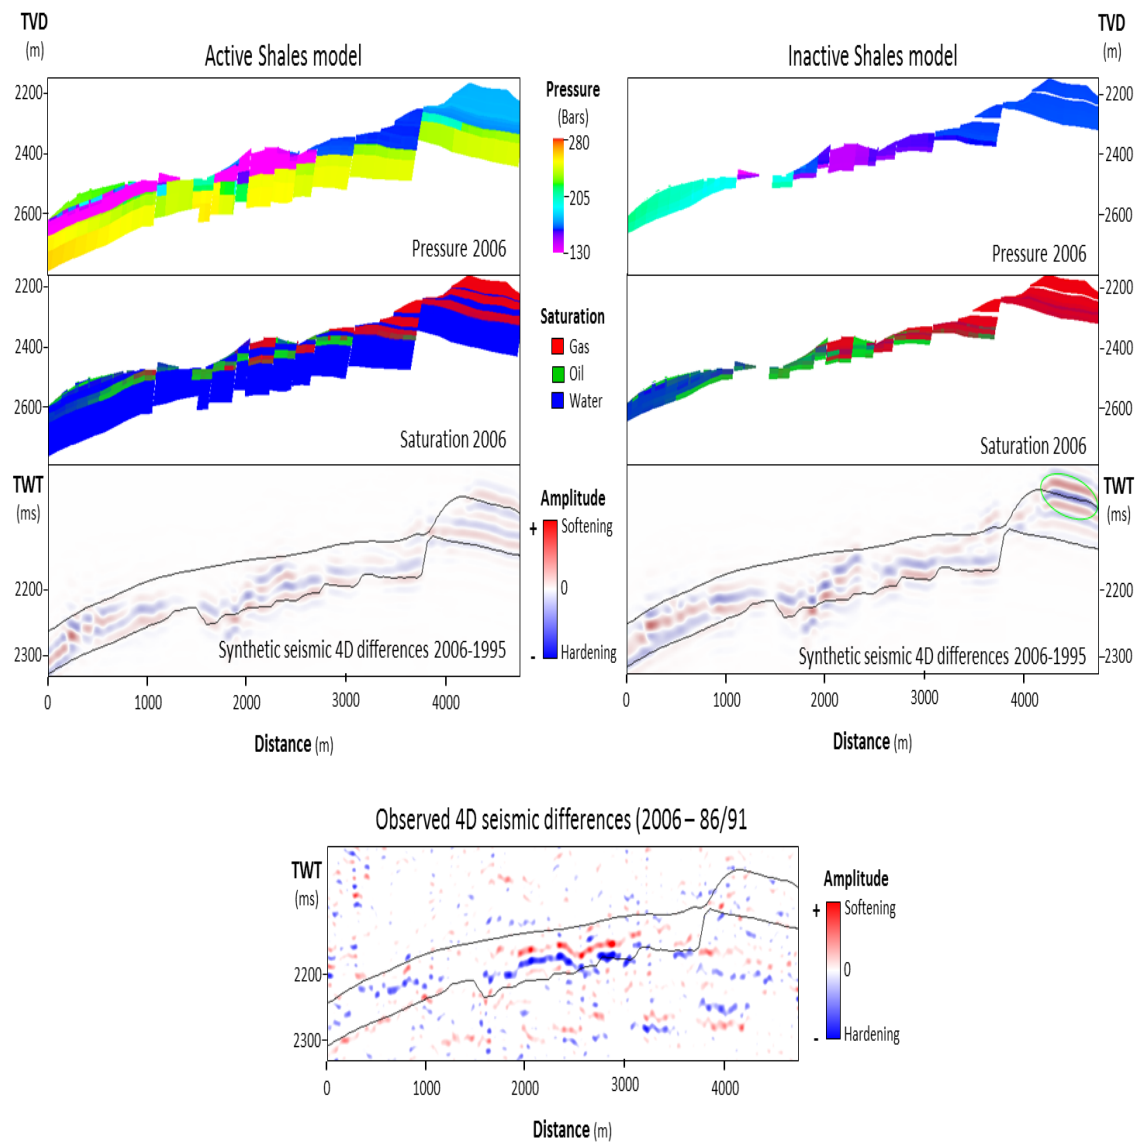 TVD
(m)
Active Shales model
Inactive Shales model
TVD
(m)
2200
2400
2600
Pressure
(Bars)
280
205
130
2200
2400
2600
Pressure 2006
Pressure 2006
2200
2400
2600
Saturation
Gas
Oil
Water
2200
2400
2600
Saturation 2006
Saturation 2006
TWT
(ms)
2200
2300
Amplitude
+
Softening
0
-
Hardening
TWT
(ms)
2200
2300
Synthetic seismic 4D differences 2006-1995
Synthetic seismic 4D differences 2006-1995
0 1000 2000 3000 4000
0 1000 2000 3000 4000
Distance (m)
Distance (m)
Observed 4D seismic differences (2006 – 86/91
TWT
(ms)
2200
2300
Amplitude
+
Softening
0
-
Hardening
0 1000 2000 3000 4000
Distance (m)